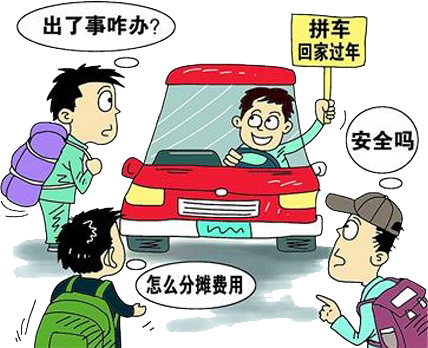 出了事咋办?
拼车
回家过年
安全吗
怎么分摊费用